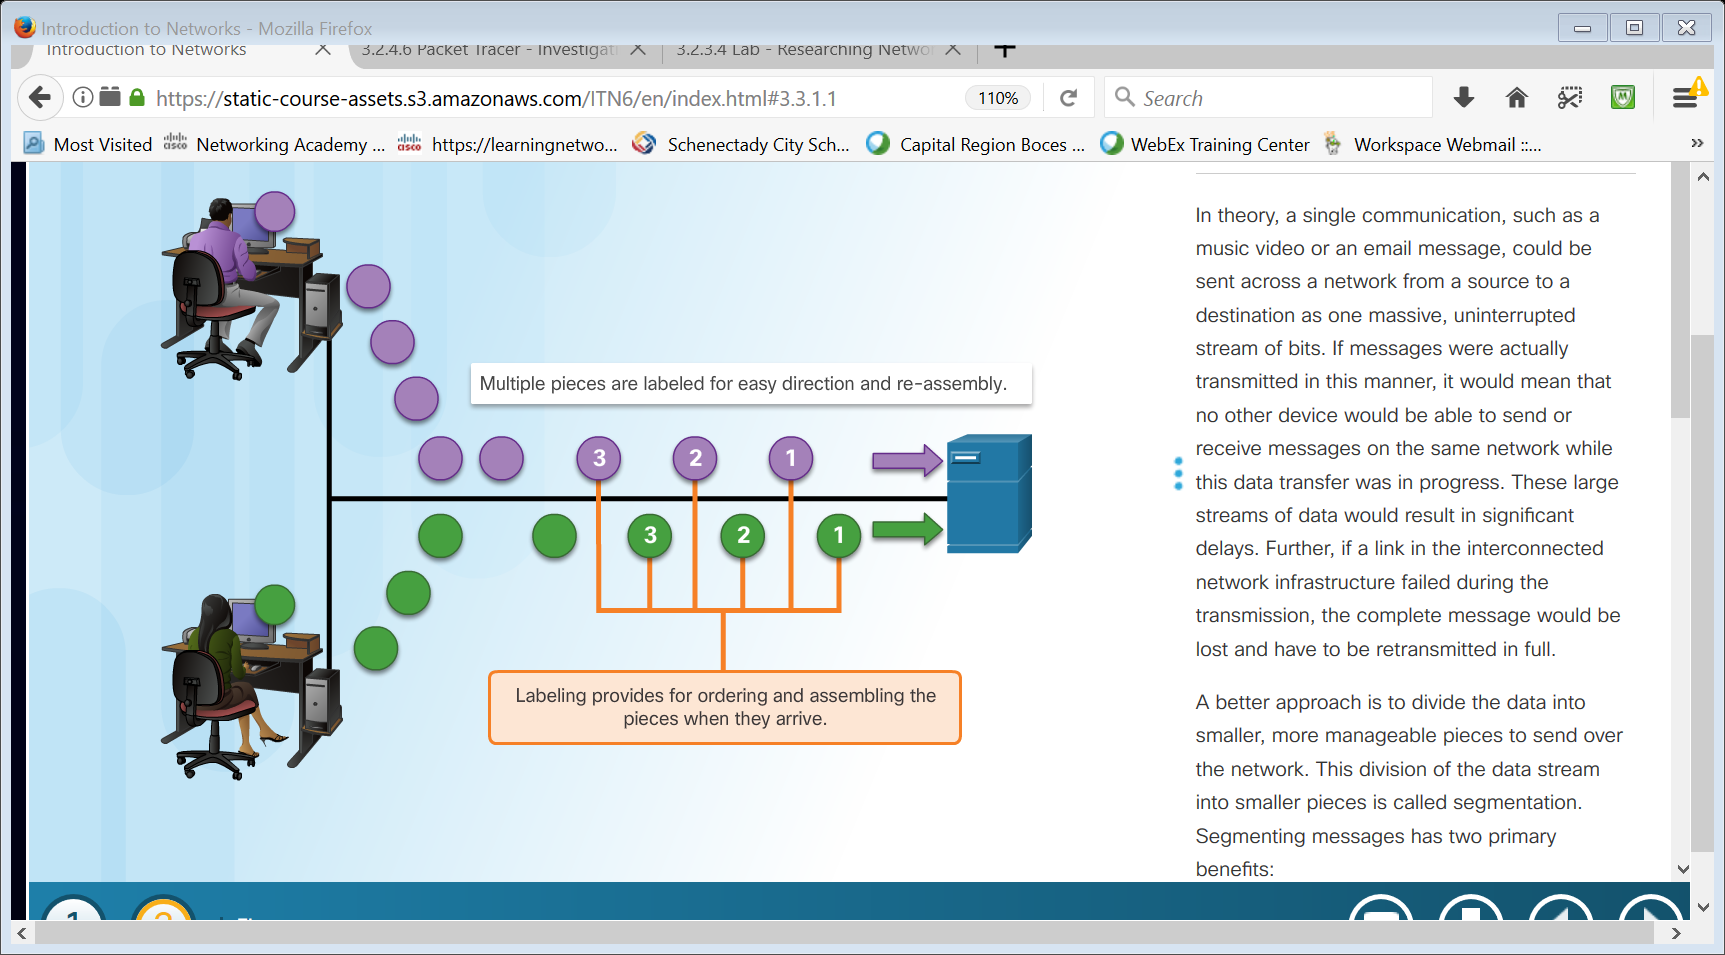 Introduction to Networks - Mozilla Firefox
Introduction to Networks
3.2.4.6 Packet Tracer - Investigat
3.2.3.4 Lab - Researching Networ
https://static-course-assets.s3.amazonaws.com/ITN6/en/index.html#3.3.1.1
110%
Search
Most Visited
Networking Academy ...
https://learningnetwo...
Schenectady City Sch...
Capital Region Boces ...
WebEx Training Center
Workspace Webmail ::...
Multiple pieces are labeled for easy direction and re-assembly.
3 2 1
3 2 1
Labeling provides for ordering and assembling the
pieces when they arrive.
In theory, a single communication, such as a
music video or an email message, could be
sent across a network from a source to a
destination as one massive, uninterrupted
stream of bits. If messages were actually
transmitted in this manner, it would mean that
no other device would be able to send or
receive messages on the same network while
this data transfer was in progress. These large
streams of data would result in significant
delays. Further, if a link in the interconnected
network infrastructure failed during the
transmission, the complete message would be
lost and have to be retransmitted in full.
A better approach is to divide the data into
smaller, more manageable pieces to send over
the network. This division of the data stream
into smaller pieces is called segmentation.
Segmenting messages has two primary
benefits:
1